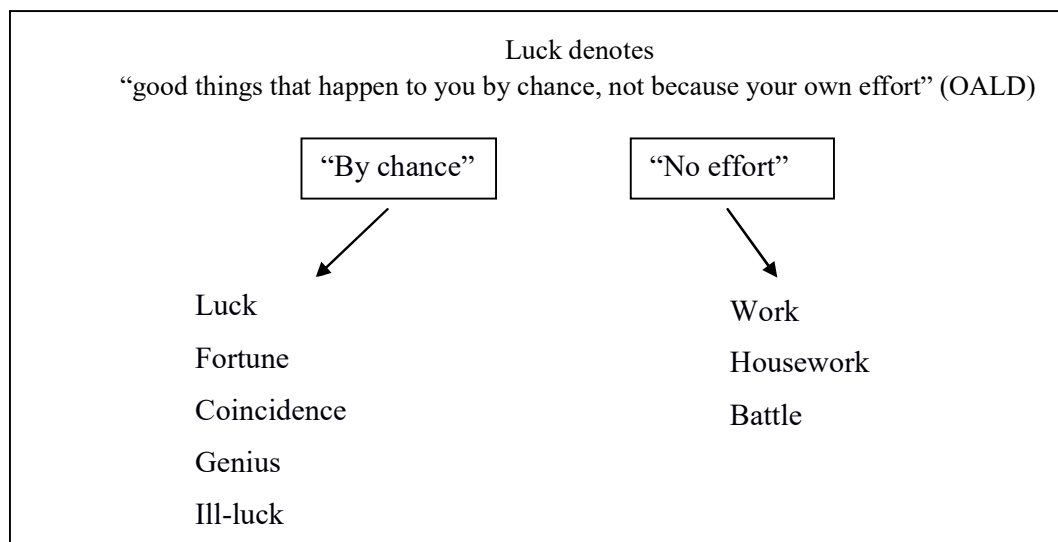 Luck denotes
“good things that happen to you by chance, not because your own effort” (OALD)
“By chance”
“No effort”
Luck
Fortune
Coincidence
Genius
Ill-luck
Work
Housework
Battle